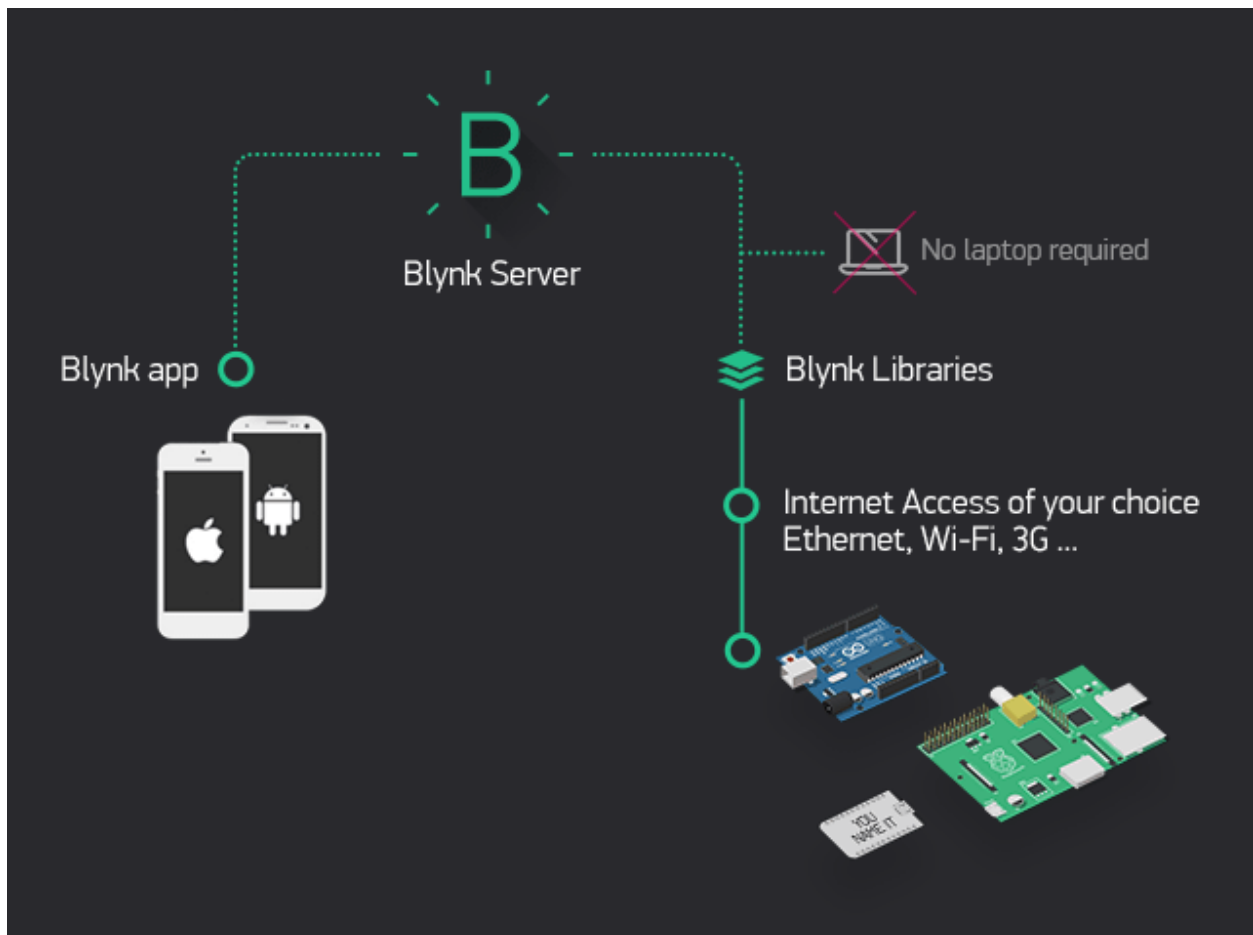 B
Blynk Server
No laptop required
Blynk app
Blynk Libraries
Internet Access of your choice
Ethernet, Wi-Fi, 3G ...
YOU
NAME IT